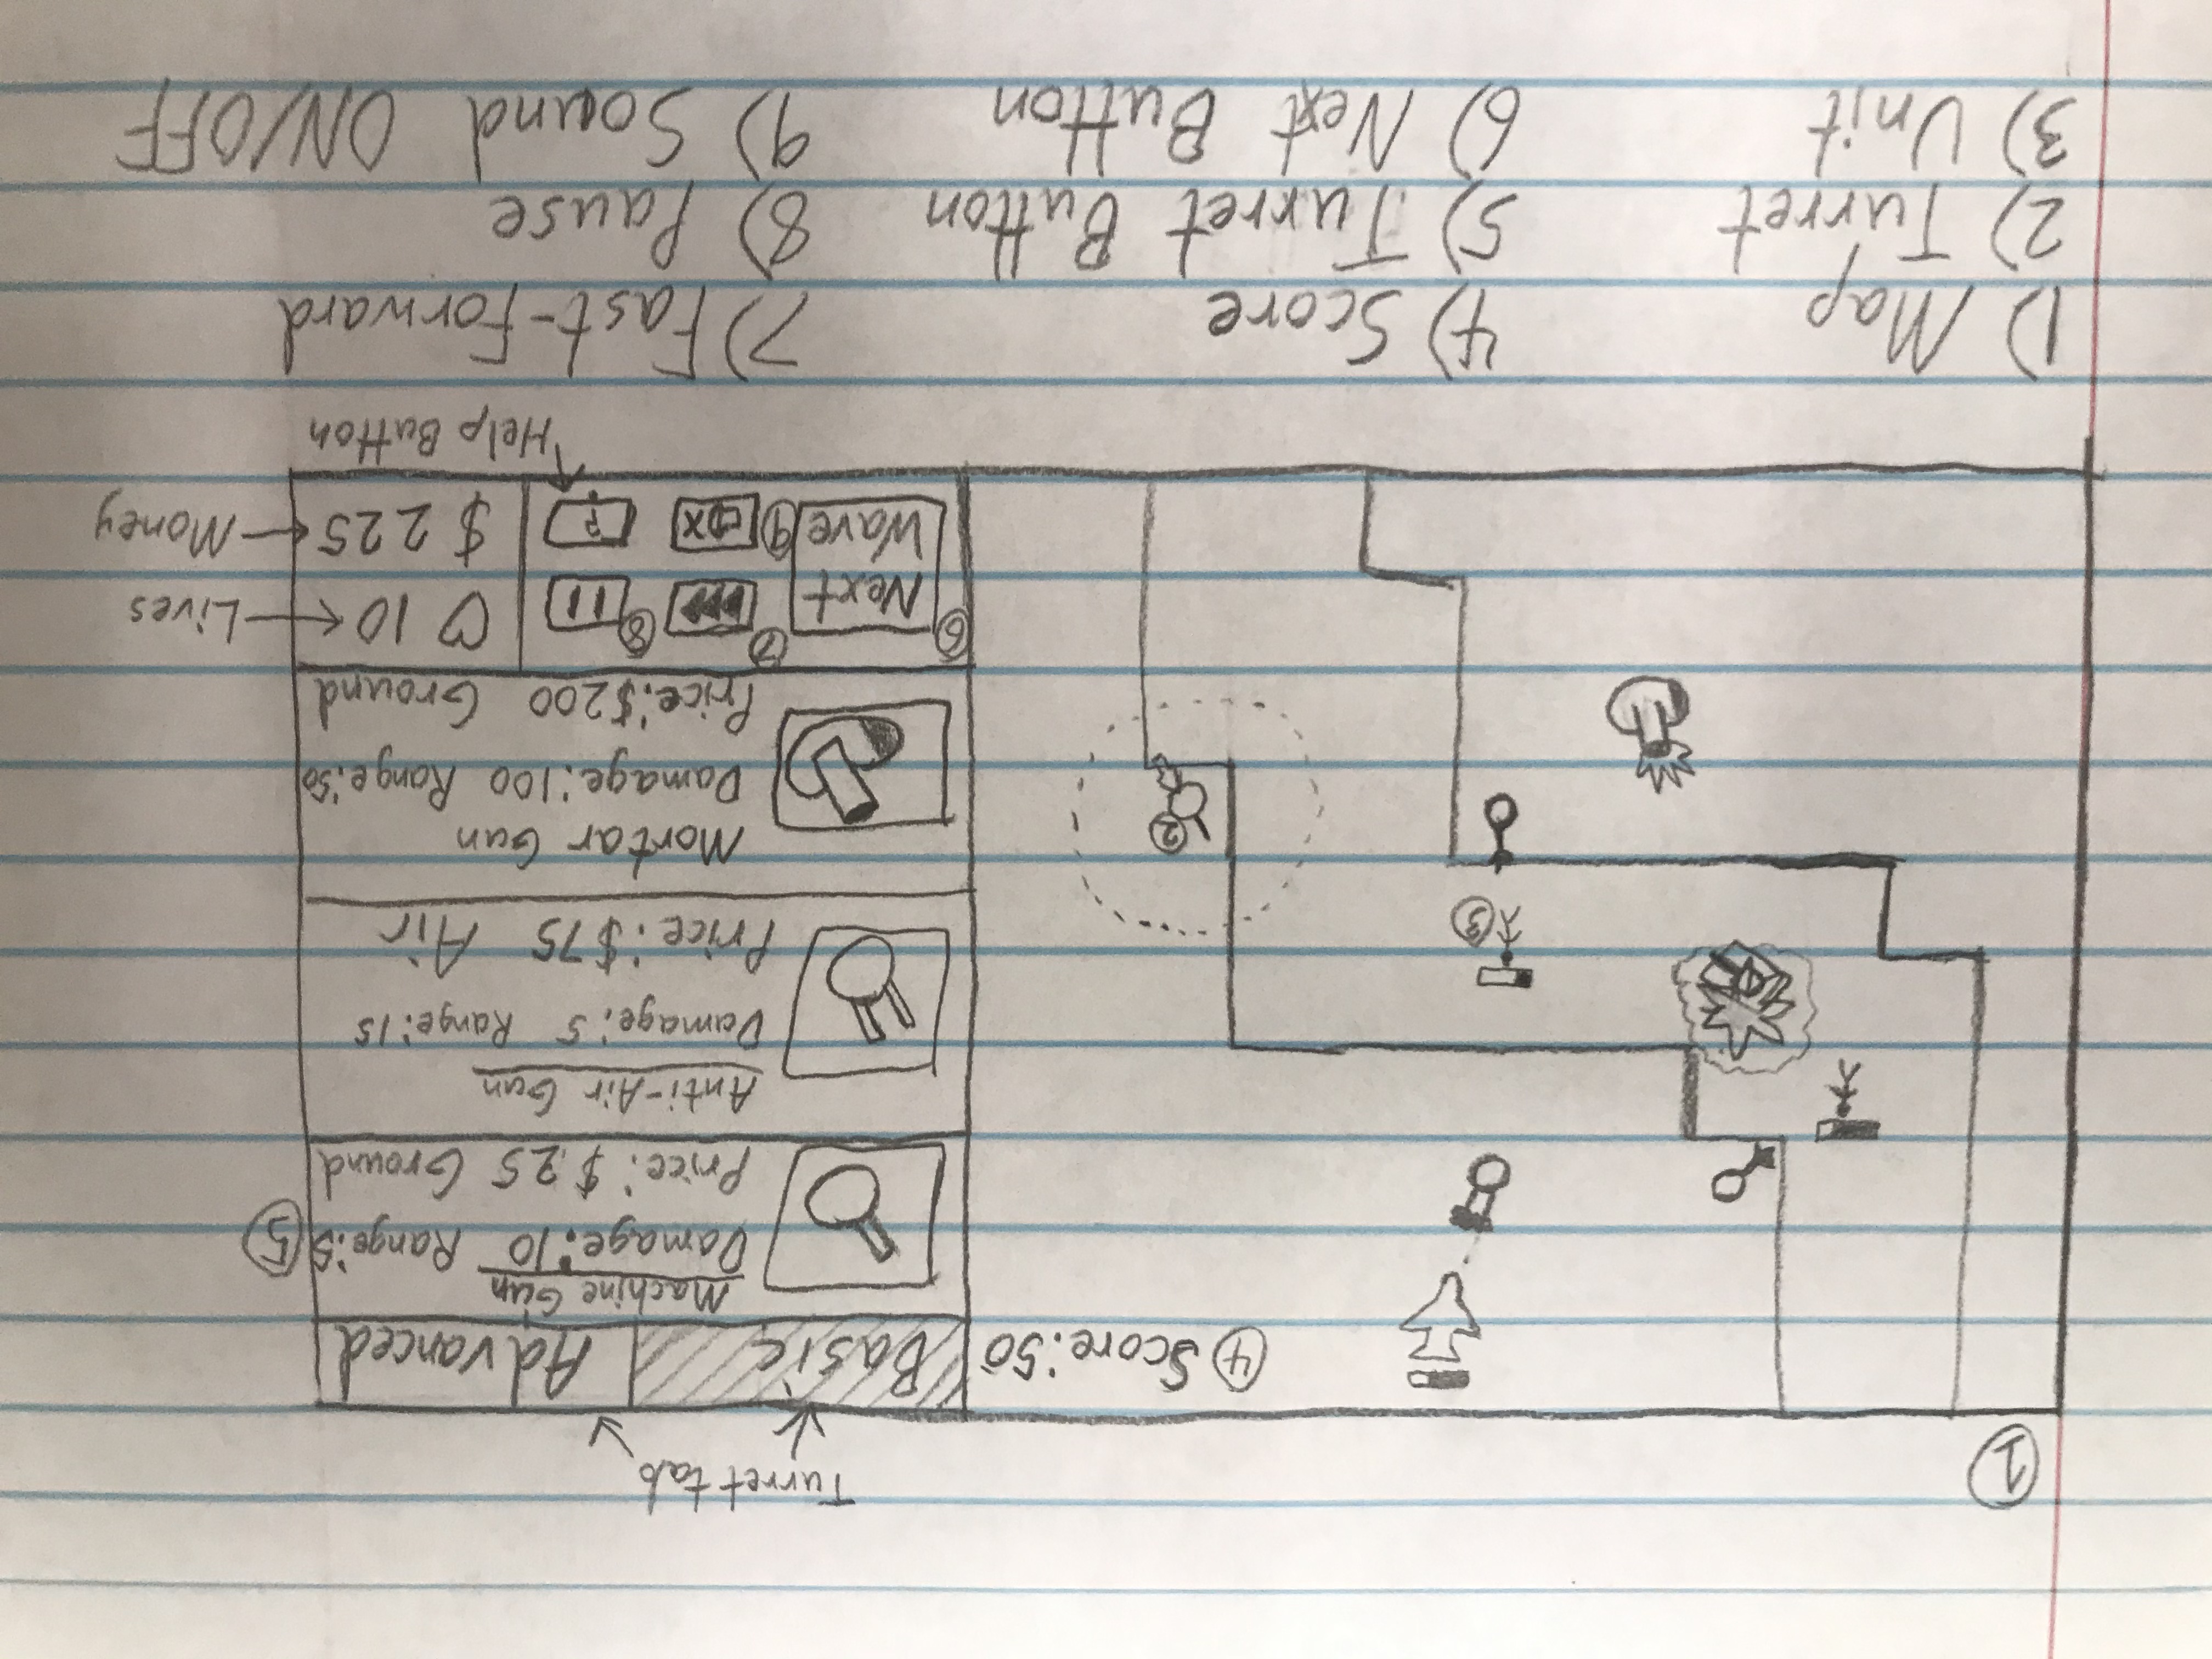 Turret tab
①
④ Score: 50
Basic Advanced
Machine Gun
Damage: 10 Range: 5 ⑤
Price: $25 Ground
Anti-Air Gun
Damage: 5 Range: 15
Price: $75 Air
③
②
Mortar Gun
Damage: 100 Range: 50
Price: $200 Ground
⑥ Next Wave
⑦
⑧
⑨
♡ 10 ← Lives
$ 225 ← Money
?
Help Button
1) Map 4) Score 7) Fast-Forward
2) Turret 5) Turret Button 8) Pause
3) Unit 6) Next Button 9) Sound ON/OFF